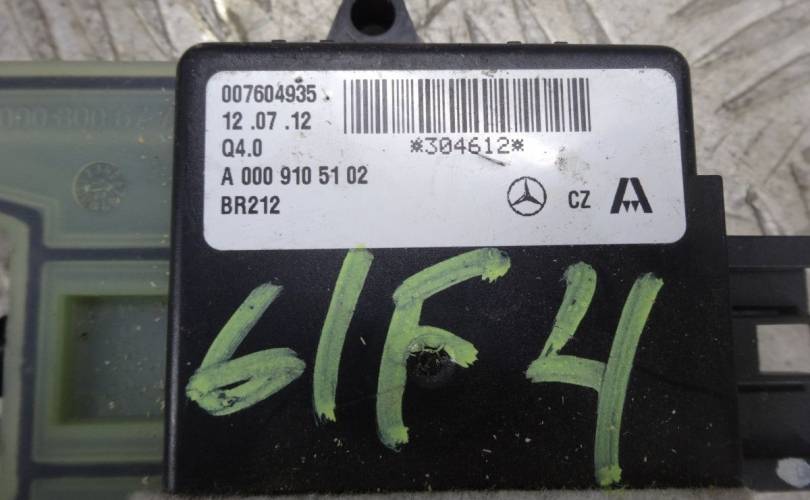 007604935
12 .07 .12
Q4.0
*304612*
A 000 910 51 02
BR212
CZ
61F4